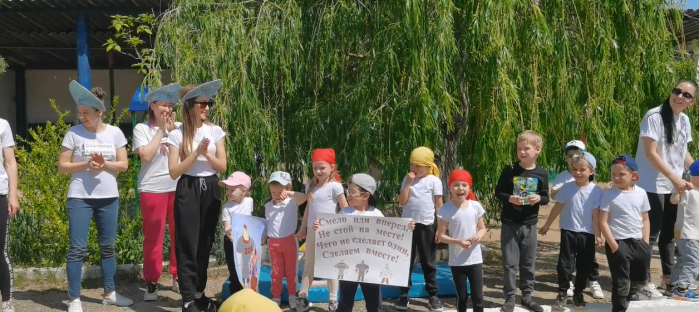 Смело иди вперед,
Не стой на месте!
Чего не сделает один,
Сделаем вместе!